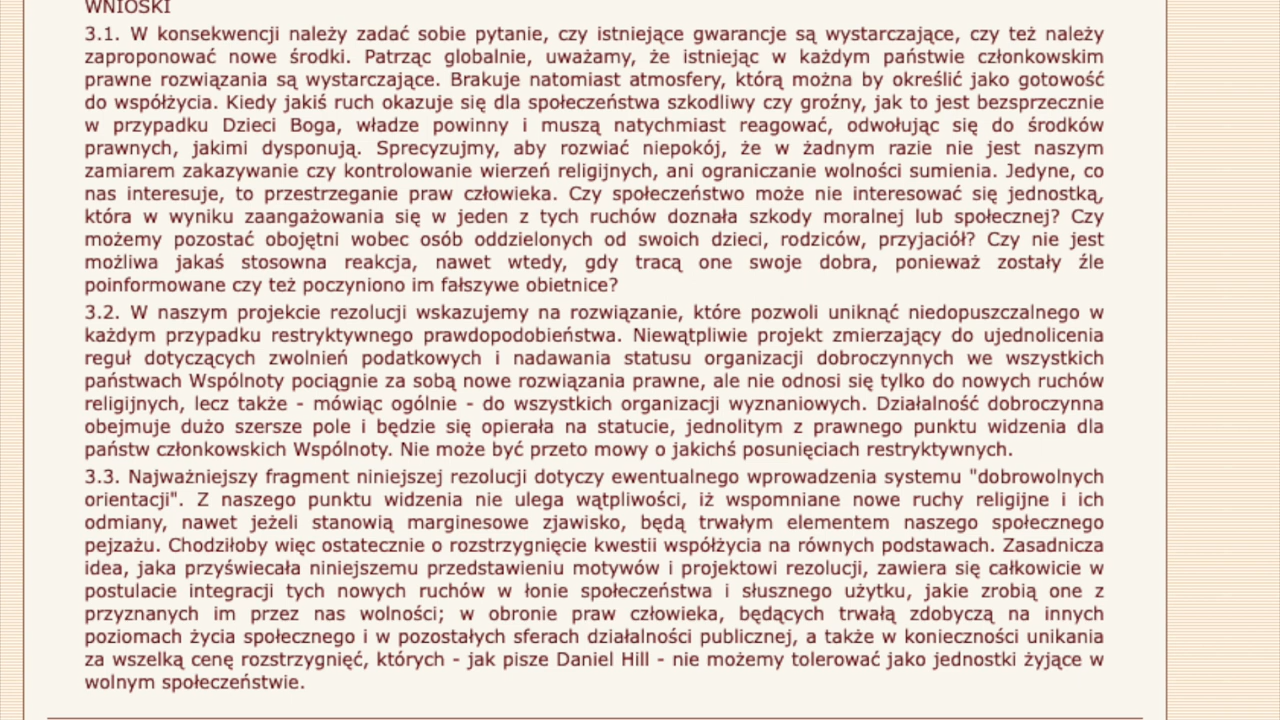 WNIOSKI
3.1. W konsekwencji należy zadać sobie pytanie, czy istniejące gwarancje są wystarczające, czy też należy
zaproponować nowe środki. Patrząc globalnie, uważamy, że istniejąc w każdym państwie członkowskim
prawne rozwiązania są wystarczające. Brakuje natomiast atmosfery, którą można by określić jako gotowość
do współżycia. Kiedy jakiś ruch okazuje się dla społeczeństwa szkodliwy czy groźny, jak to jest bezsprzecznie
w przypadku Dzieci Boga, władze powinny i muszą natychmiast reagować, odwołując się do środków
prawnych, jakimi dysponują. Sprecyzujmy, aby rozwiać niepokój, że w żadnym razie nie jest naszym
zamiarem zakazywanie czy kontrolowanie wierzeń religijnych, ani ograniczanie wolności sumienia. Jedyne, co
nas interesuje, to przestrzeganie praw człowieka. Czy społeczeństwo może nie interesować się jednostką,
która w wyniku zaangażowania się w jeden z tych ruchów doznała szkody moralnej lub społecznej? Czy
możemy pozostać obojętni wobec osób oddzielonych od swoich dzieci, rodziców, przyjaciół? Czy nie jest
możliwa jakaś stosowna reakcja, nawet wtedy, gdy tracą one swoje dobra, ponieważ zostały źle
poinformowane czy też poczyniono im fałszywe obietnice?
3.2. W naszym projekcie rezolucji wskazujemy na rozwiązanie, które pozwoli uniknąć niedopuszczalnego w
każdym przypadku restryktywnego prawdopodobieństwa. Niewątpliwie projekt zmierzający do ujednolicenia
reguł dotyczących zwolnień podatkowych i nadawania statusu organizacji dobroczynnych we wszystkich
państwach Wspólnoty pociągnie za sobą nowe rozwiązania prawne, ale nie odnosi się tylko do nowych ruchów
religijnych, lecz także - mówiąc ogólnie - do wszystkich organizacji wyznaniowych. Działalność dobroczynna
obejmuje dużo szersze pole i będzie się opierała na statucie, jednolitym z prawnego punktu widzenia dla
państw członkowskich Wspólnoty. Nie może być przeto mowy o jakichś posunięciach restryktywnych.
3.3. Najważniejszy fragment niniejszej rezolucji dotyczy ewentualnego wprowadzenia systemu "dobrowolnych
orientacji". Z naszego punktu widzenia nie ulega wątpliwości, iż wspomniane nowe ruchy religijne i ich
odmiany, nawet jeżeli stanowią marginesowe zjawisko, będą trwałym elementem naszego społecznego
pejzażu. Chodziłoby więc ostatecznie o rozstrzygnięcie kwestii współżycia na równych podstawach. Zasadnicza
idea, jaka przyświecała niniejszemu przedstawieniu motywów i projektowi rezolucji, zawiera się całkowicie w
postulacie integracji tych nowych ruchów w łonie społeczeństwa i słusznego użytku, jakie zrobią one z
przyznanych im przez nas wolności; w obronie praw człowieka, będących trwałą zdobyczą na innych
poziomach życia społecznego i w pozostałych sferach działalności publicznej, a także w konieczności unikania
za wszelką cenę rozstrzygnięć, których - jak pisze Daniel Hill - nie możemy tolerować jako jednostki żyjące w
wolnym społeczeństwie.